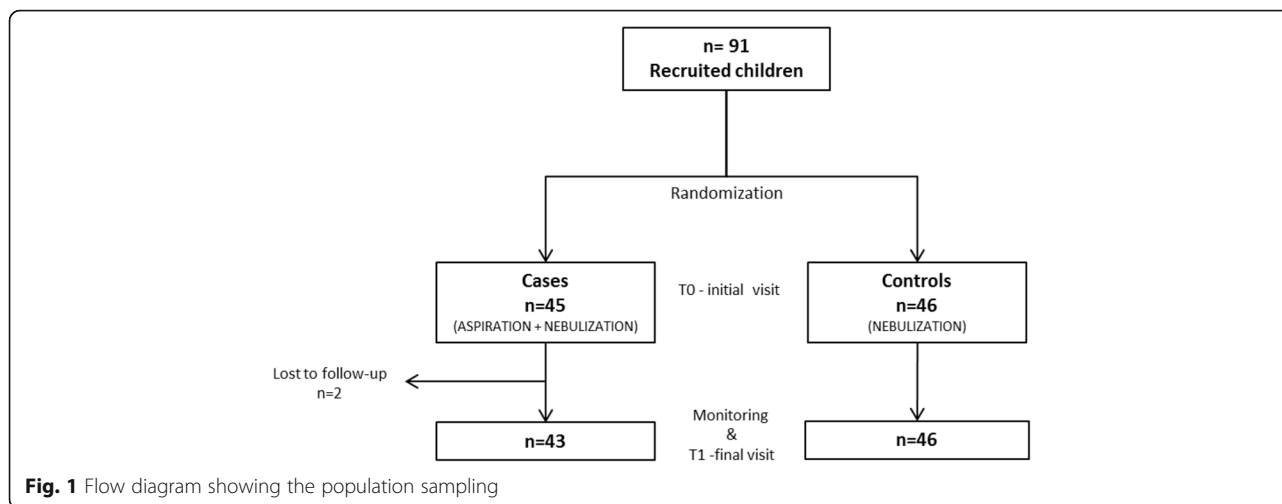 n= 91
Recruited children
Randomization
Cases
n=45
(ASPIRATION + NEBULIZATION)
T0 - initial visit
Controls
n=46
(NEBULIZATION)
Lost to follow-up
n=2
n=43
Monitoring
&
T1 -final visit
n=46
Fig. 1 Flow diagram showing the population sampling